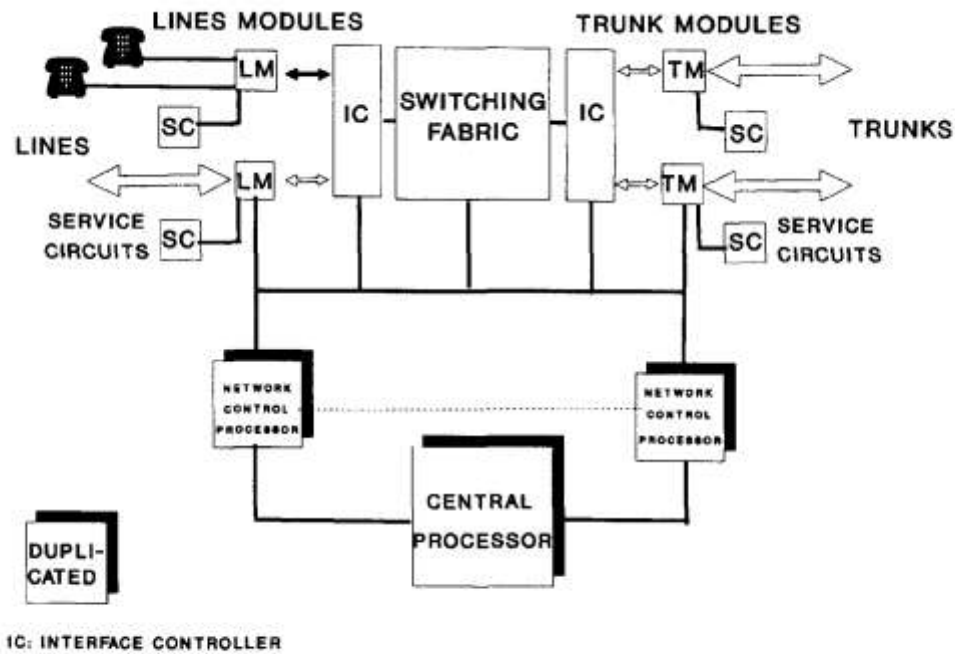 LINES MODULES
TRUNK MODULES
LM
IC
SWITCHING
FABRIC
IC
TM
SC
SC
LINES
TRUNKS
LM
TM
SERVICE
CIRCUITS
SC
SC
SERVICE
CIRCUITS
NETWORK
CONTROL
PROCESSOR
NETWORK
CONTROL
PROCESSOR
CENTRAL
PROCESSOR
DUPLI-
CATED
IC: INTERFACE CONTROLLER